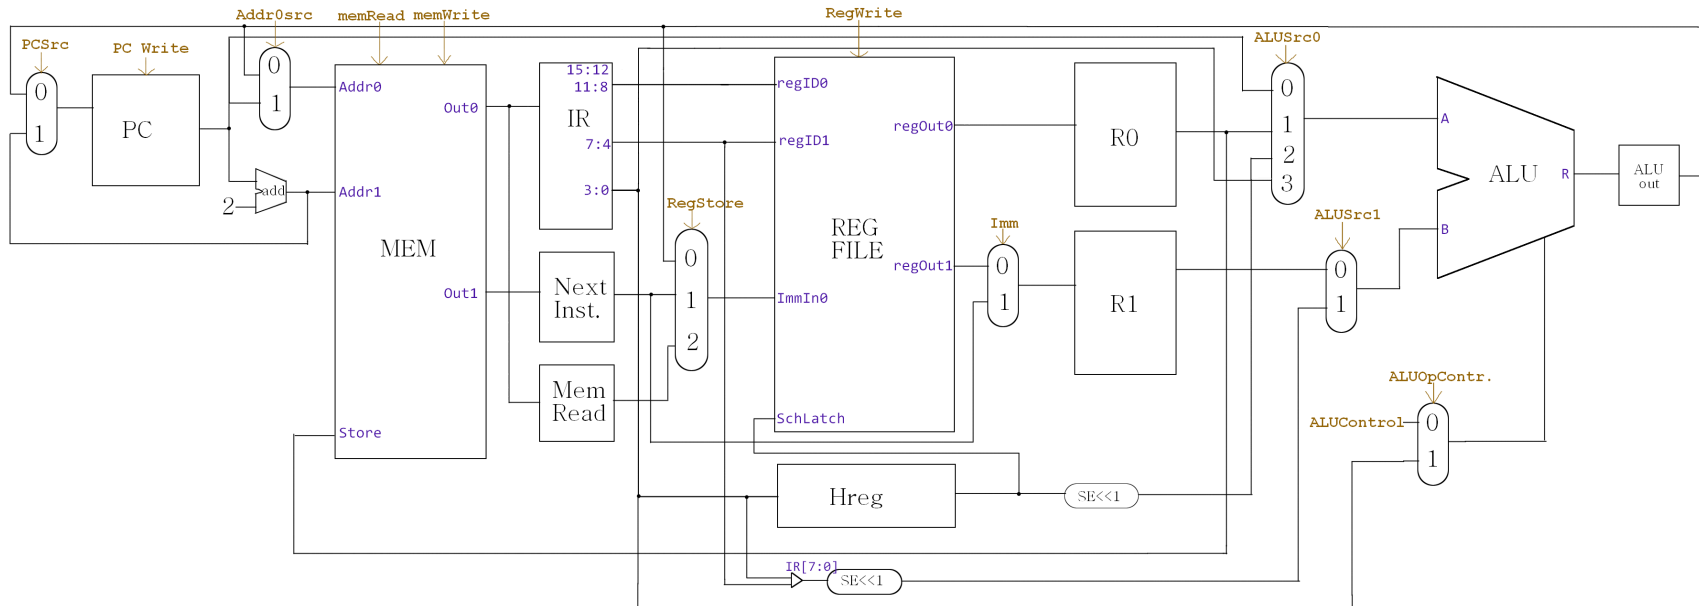 Addr0src
memRead
memWrite
RegWrite
PCSrc
PC Write
ALUSrc0
0
1
PC
0
1
add
2
Addr0
Addr1
MEM
Out0
Out1
Store
15:12
11:8
IR
7:4
3:0
Next
Inst.
Mem
Read
RegStore
0
1
2
regID0
regID1
REG
FILE
regOut0
regOut1
ImmIn0
SchLatch
Hreg
SE<<1
IR[7:0]
SE<<1
Imm
0
1
R0
R1
0
1
2
3
ALUSrc1
0
1
A
B
ALU
R
ALU
out
ALUOpContr.
ALUControl
0
1